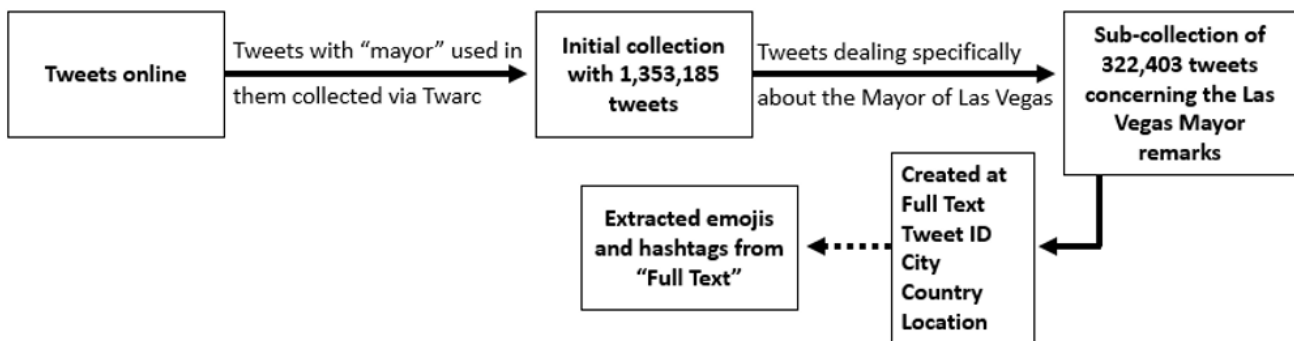 Tweets online
Tweets with “mayor” used in
them collected via Twarc
Initial collection
with 1,353,185
tweets
Tweets dealing specifically
about the Mayor of Las Vegas
Sub-collection of
322,403 tweets
concerning the Las
Vegas Mayor
remarks
Created at
Full Text
Tweet ID
City
Country
Location
Extracted emojis
and hashtags from
“Full Text”